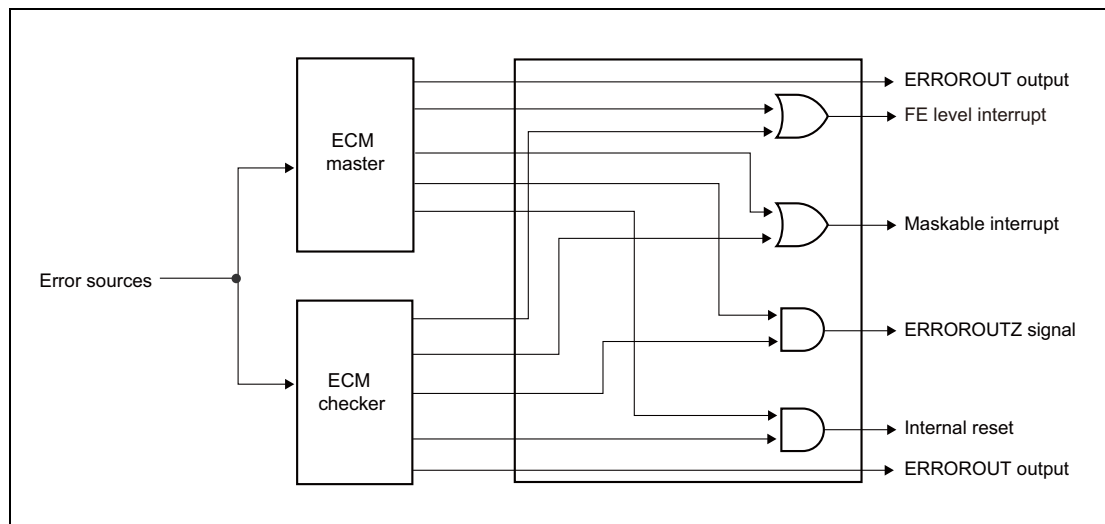 ERROROUT output
FE level interrupt
ECM
master
Maskable interrupt
Error sources
ERROROUTZ signal
ECM
checker
Internal reset
ERROROUT output